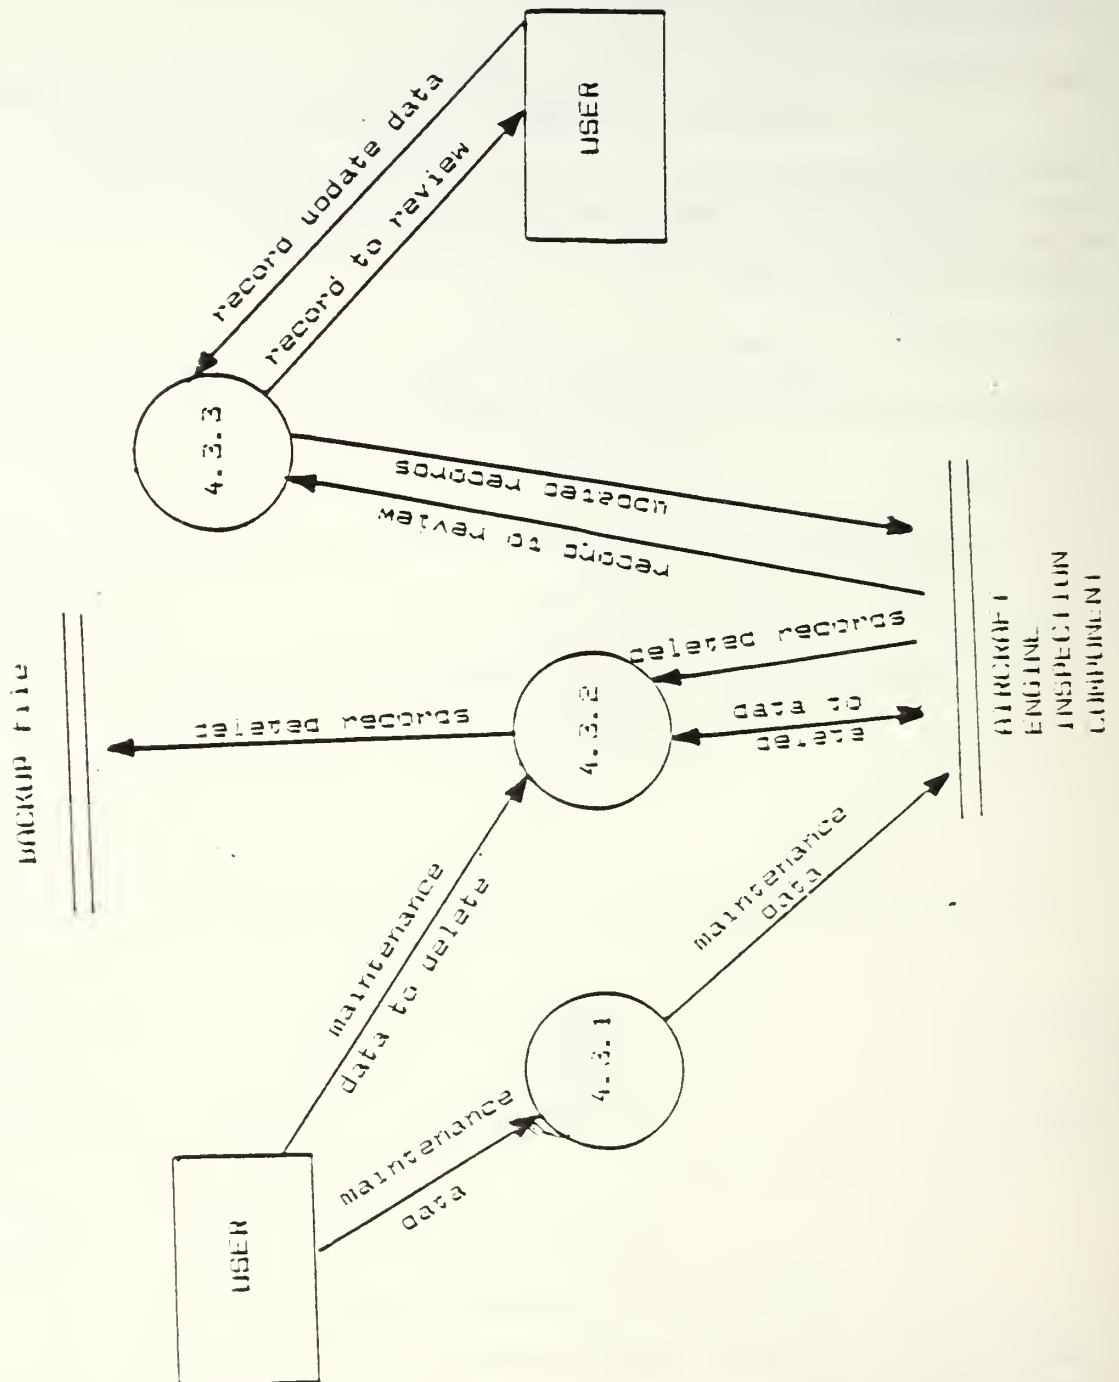 BACKUP file
USER
maintenance
data to delete
maintenance
data
4.3.1
maintenance
data
deleted records
4.3.2
deleted records
data to
delete
4.3.3
record update data
record to review
updated records
record to review
USER
AIRCRAFT
ENGINE
INSPECTION
COMPONENT